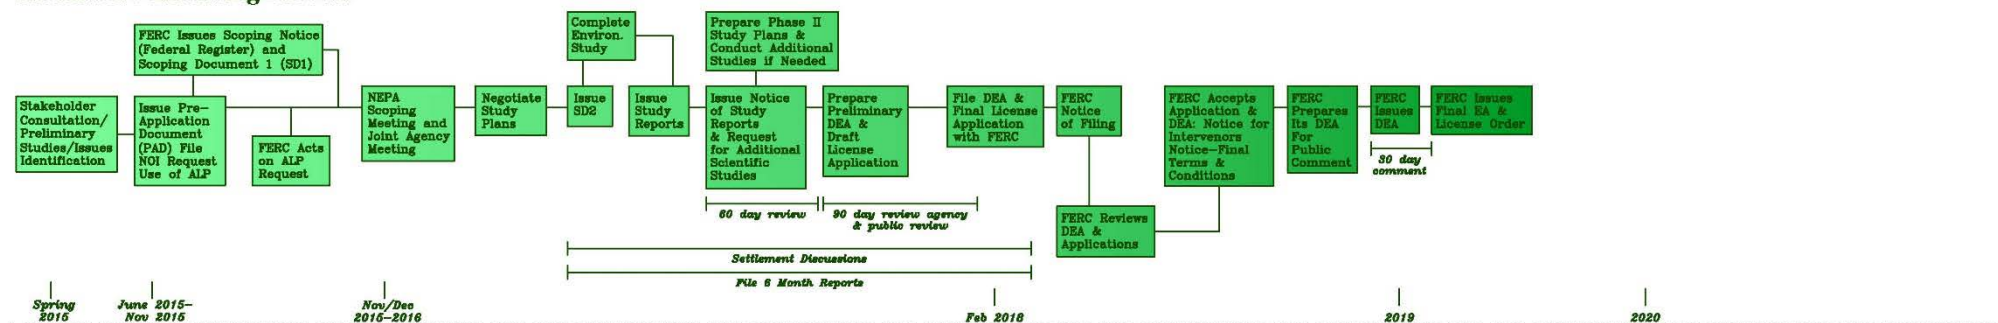 FERC Issues Scoping Notice
(Federal Register) and
Scoping Document 1 (SD1)
Complete
Environ.
Study
Prepare Phase II
Study Plans &
Conduct Additional
Studies if Needed
Stakeholder
Consultation/
Preliminary
Studies/Issues
Identification
Issue Pre-
Application
Document
(PAD) File
NOI Request
Use of ALP
FERC Acts
on ALP
Request
NEPA
Scoping
Meeting and
Joint Agency
Meeting
Negotiate
Study
Plans
Issue
SD2
Issue
Study
Reports
Issue Notice
of Study
Reports
& Request
for Additional
Scientific
Studies
Prepare
Preliminary
DEA &
Draft
License
Application
File DEA &
Final License
Application
with FERC
FERC
Notice
of Filing
FERC Reviews
DEA &
Applications
FERC Accepts
Application &
DEA: Notice for
Intervenors
Notice-Final
Terms &
Conditions
FERC
Prepares
Its DEA
For
Public
Comment
FERC
Issues
DEA
FERC Issues
Final EA &
License Order
30 day
comment
60 day review
90 day review agency
& public review
Settlement Discussions
File 6 Month Reports
Spring
2015
June 2015-
Nov 2015
Nov/Dec
2015-2016
Feb 2018
2019
2020